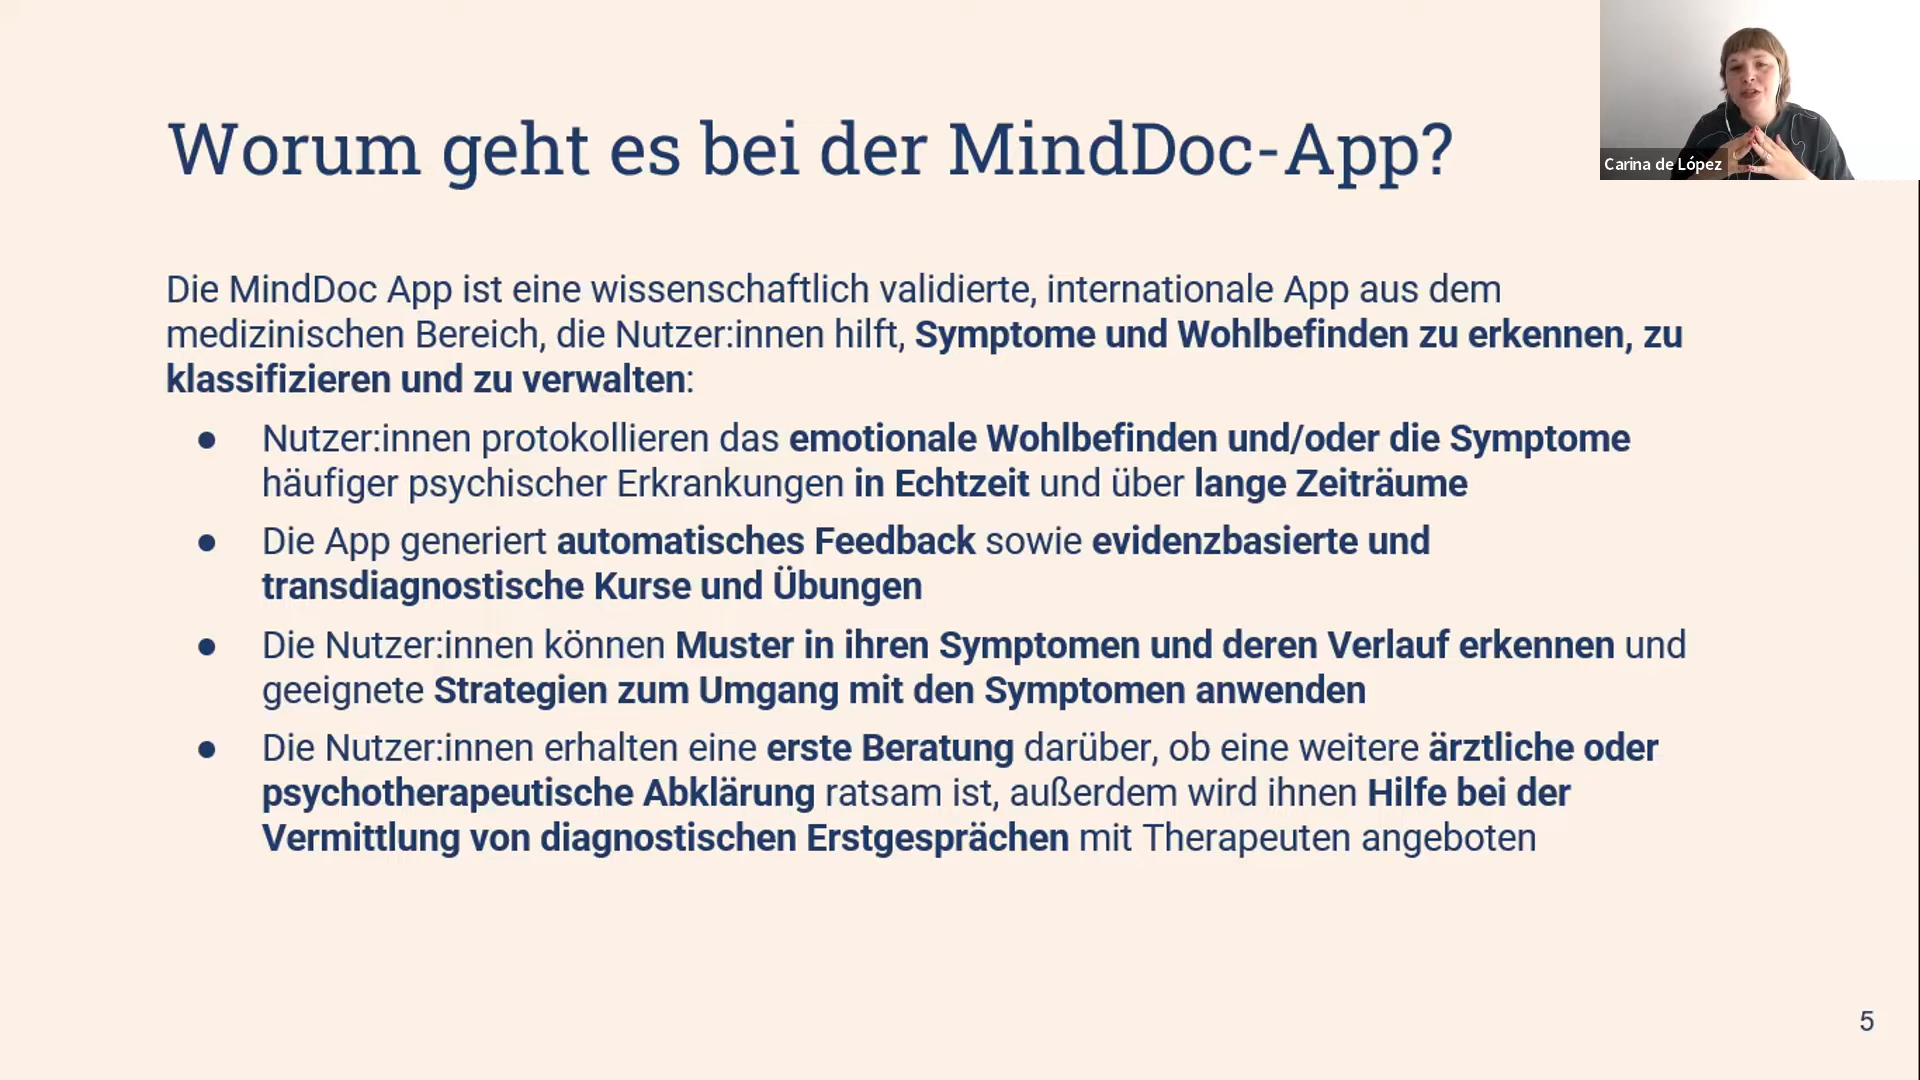 Worum geht es bei der MindDoc-App?
Carina de López
Die MindDoc App ist eine wissenschaftlich validierte, internationale App aus dem
medizinischen Bereich, die Nutzer:innen hilft, Symptome und Wohlbefinden zu erkennen, zu
klassifizieren und zu verwalten:
● Nutzer:innen protokollieren das emotionale Wohlbefinden und/oder die Symptome
häufiger psychischer Erkrankungen in Echtzeit und über lange Zeiträume
● Die App generiert automatisches Feedback sowie evidenzbasierte und
transdiagnostische Kurse und Übungen
● Die Nutzer:innen können Muster in ihren Symptomen und deren Verlauf erkennen und
geeignete Strategien zum Umgang mit den Symptomen anwenden
● Die Nutzer:innen erhalten eine erste Beratung darüber, ob eine weitere ärztliche oder
psychotherapeutische Abklärung ratsam ist, außerdem wird ihnen Hilfe bei der
Vermittlung von diagnostischen Erstgesprächen mit Therapeuten angeboten
5